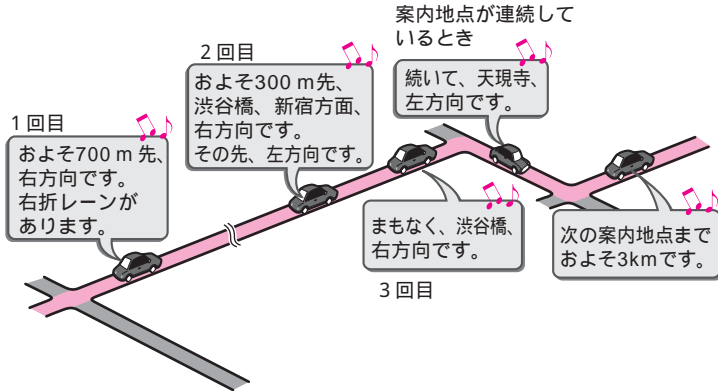 1回目
およそ700 m 先、
右方向です。
右折レーンが
あります。
2回目
およそ300 m 先、
渋谷橋、新宿方面、
右方向です。
その先、左方向です。
まもなく、渋谷橋、
右方向です。
3回目
案内地点が連続して
いるとき
続いて、天現寺、
左方向です。
次の案内地点まで
およそ3kmです。